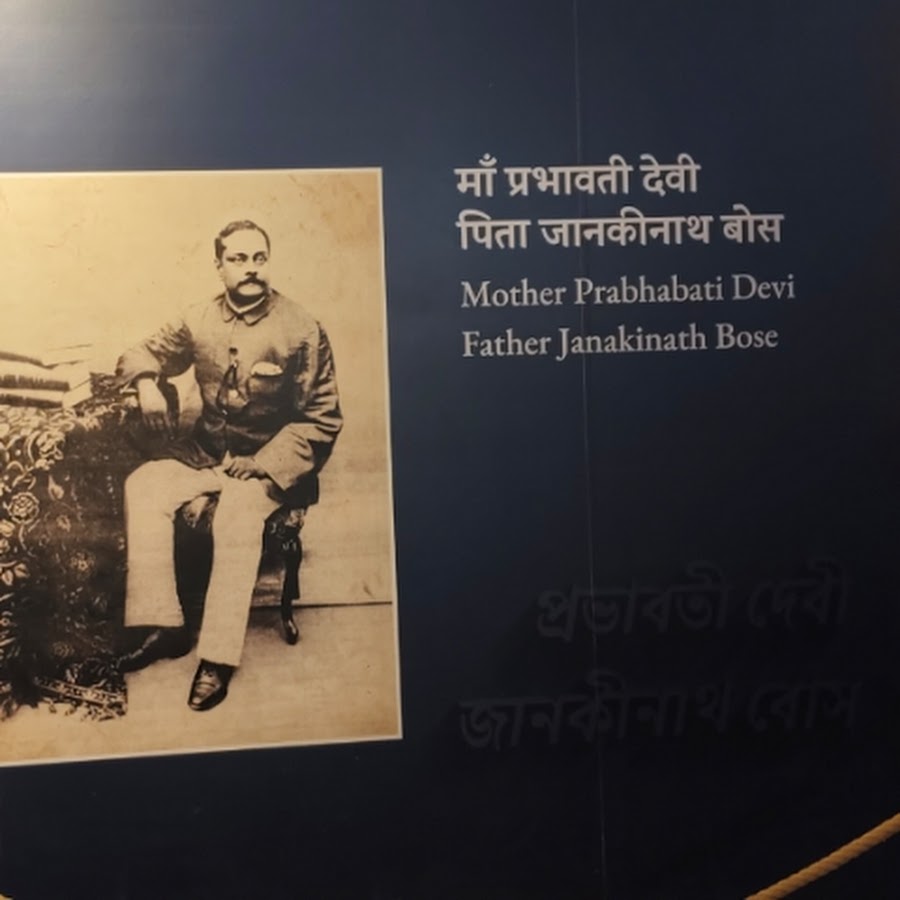 माँ प्रभावती देवी
पिता जानकीनाथ बोस
Mother Prabhabati Devi
Father Janakinath Bose
প্রভাবতী দেবী
জানকীনাথ বোস